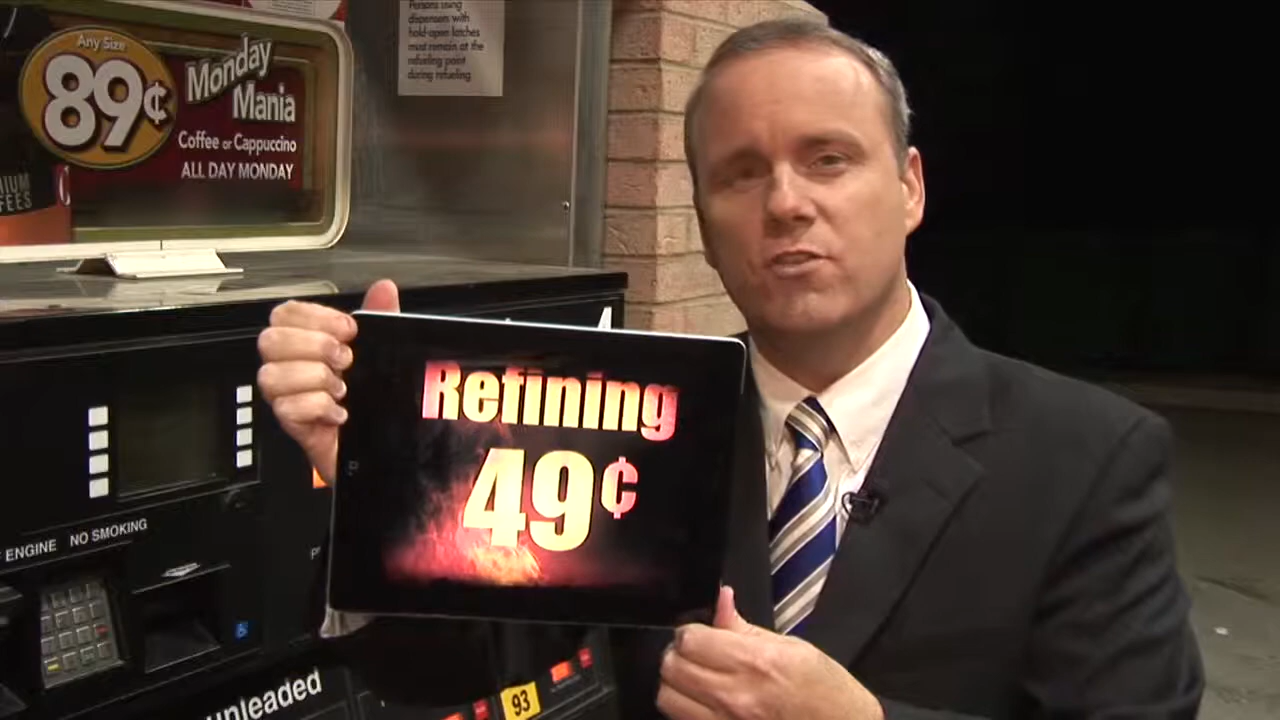 Any Size
89¢
Monday
Mania
Coffee or Cappuccino
ALL DAY MONDAY
Persons using
dispensers with
hold-open latches
must remain at the
refueling point
during refueling.
Refining
49¢
ENGINE NO SMOKING
93